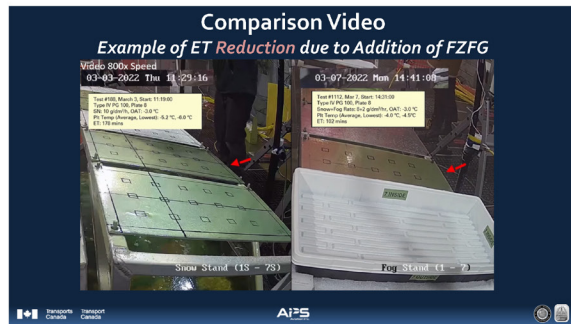 Comparison Video
Example of ET Reduction due to Addition of FZFG
Video 800x Speed
03-03-2022 Thu 11:29:16
Test #188, March 3, Start: 11:19:00
Type IV PG 100, Plate 8
SN: 10 g/dm²/h, OAT: -3.0 °C
Plt Temp (Average, Lowest): -5.2 °C, -6.0 °C
ET: 178 mins
Snow Stand (1S - 7S)
03-07-2022 Mon 14:41:08
Test #1112, Mar 7, Start: 14:31:00
Type IV PG 100, Plate 8
Snow+Fog Rate: 8+2 g/dm²/hr, OAT: -3.0 °C
Plt Temp (Average, Lowest): -4.0 °C, -4.5°C
ET: 102 mins
INSIDE
Fog Stand (1 - 7)
Transports Canada
Transport Canada
APS